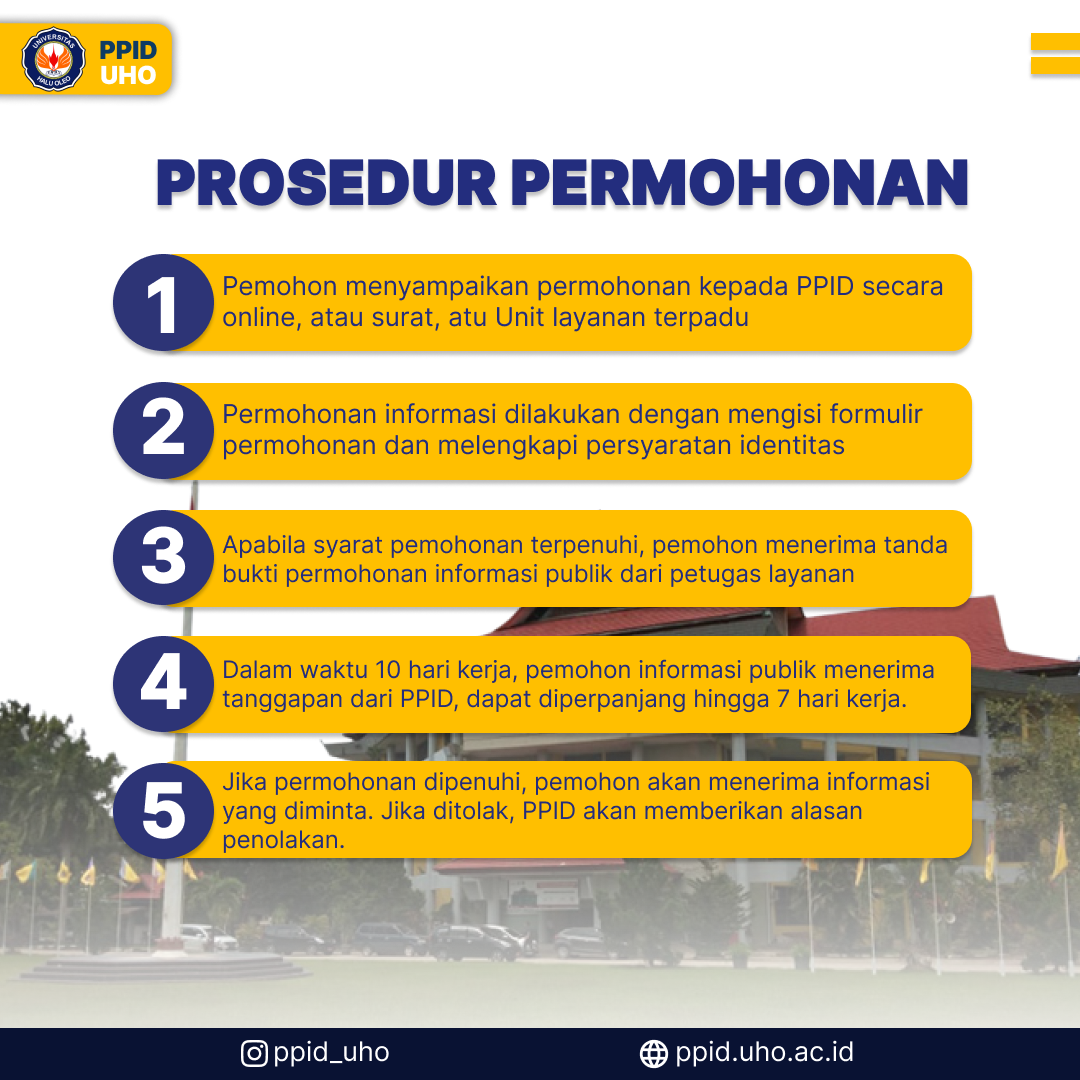 UNIVERSITAS
HALU OLEO
PPID
UHO
PROSEDUR PERMOHONAN
1
Pemohon menyampaikan permohonan kepada PPID secara
online, atau surat, atu Unit layanan terpadu
2
Permohonan informasi dilakukan dengan mengisi formulir
permohonan dan melengkapi persyaratan identitas
3
Apabila syarat pemohonan terpenuhi, pemohon menerima tanda
bukti permohonan informasi publik dari petugas layanan
4
Dalam waktu 10 hari kerja, pemohon informasi publik menerima
tanggapan dari PPID, dapat diperpanjang hingga 7 hari kerja.
5
Jika permohonan dipenuhi, pemohon akan menerima informasi
yang diminta. Jika ditolak, PPID akan memberikan alasan
penolakan.
ppid_uho
ppid.uho.ac.id